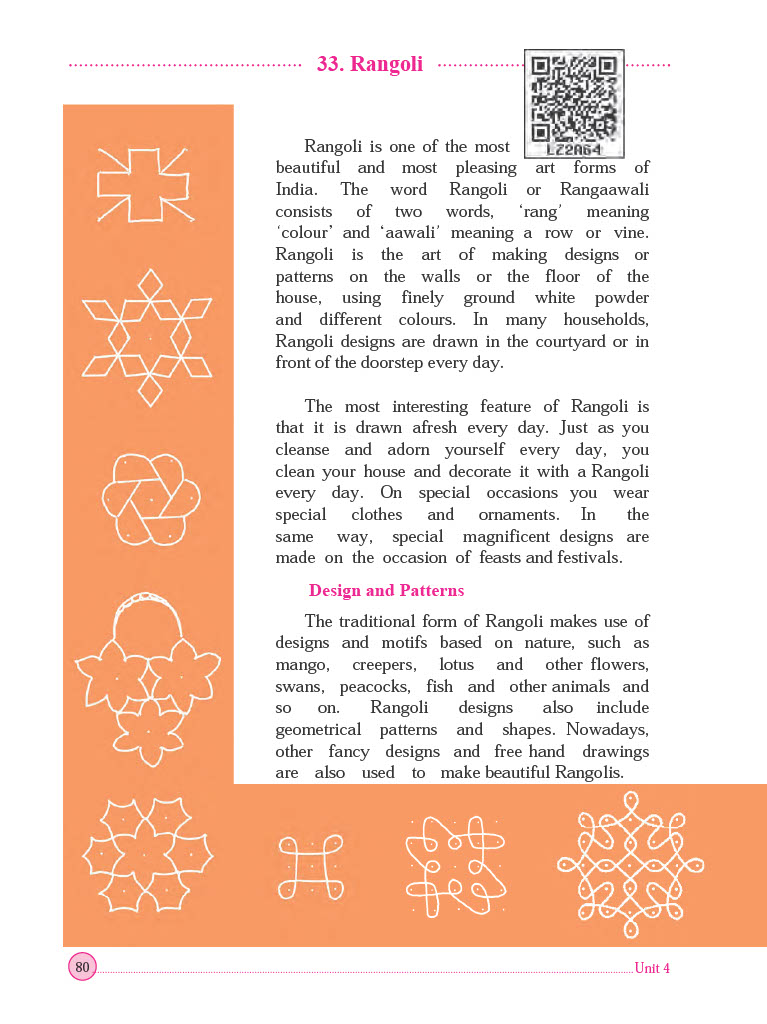 33. Rangoli
LZ2A64
Rangoli is one of the most
beautiful and most pleasing art forms of
India. The word Rangoli or Rangaawali
consists of two words, ‘rang′ meaning
‘colour’ and ‘aawali′ meaning a row or vine.
Rangoli is the art of making designs or
patterns on the walls or the floor of the
house, using finely ground white powder
and different colours. In many households,
Rangoli designs are drawn in the courtyard or in
front of the doorstep every day.
The most interesting feature of Rangoli is
that it is drawn afresh every day. Just as you
cleanse and adorn yourself every day, you
clean your house and decorate it with a Rangoli
every day. On special occasions you wear
special clothes and ornaments. In the
same way, special magnificent designs are
made on the occasion of feasts and festivals.
Design and Patterns
The traditional form of Rangoli makes use of
designs and motifs based on nature, such as
mango, creepers, lotus and other flowers,
swans, peacocks, fish and other animals and
so on. Rangoli designs also include
geometrical patterns and shapes. Nowadays,
other fancy designs and free hand drawings
are also used to make beautiful Rangolis.
80
Unit 4